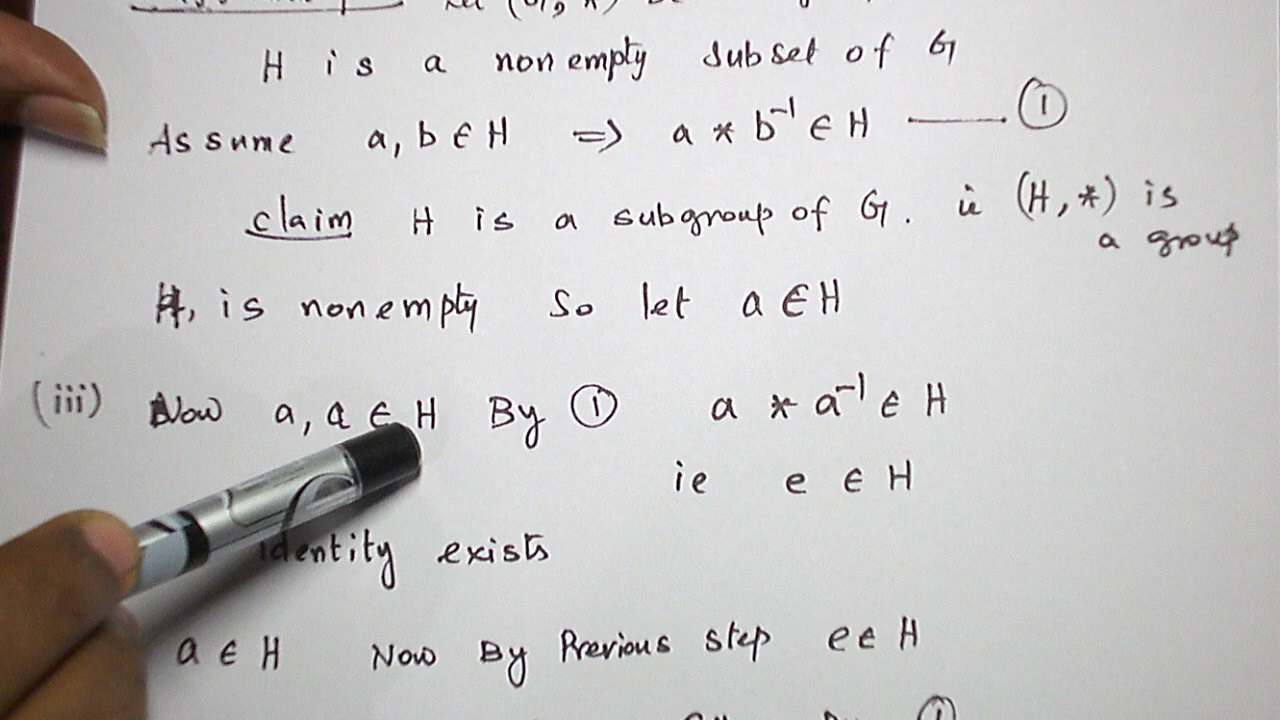 H is a nonempty subset of G
Assume a, b ∈ H => a * b⁻¹ ∈ H —— ①
claim H is a subgroup of G. ie (H, *) is
a group
H, is nonempty So let a ∈ H
(iii) Now a, a ∈ H By ① a * a⁻¹ ∈ H
ie e ∈ H
identity exists
a ∈ H Now By Previous step e ∈ H
①